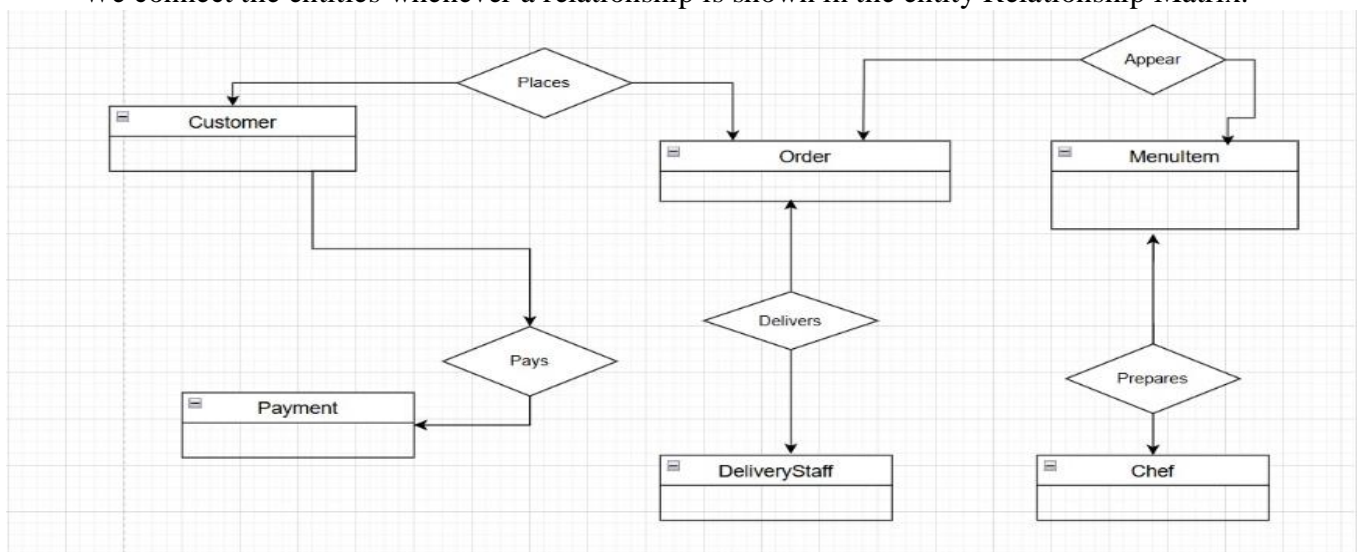 We connect the entities whenever a relationship is shown in the entity Relationship Matrix.
Places
Appear
Customer
Order
MenuItem
Delivers
Pays
Prepares
Payment
DeliveryStaff
Chef